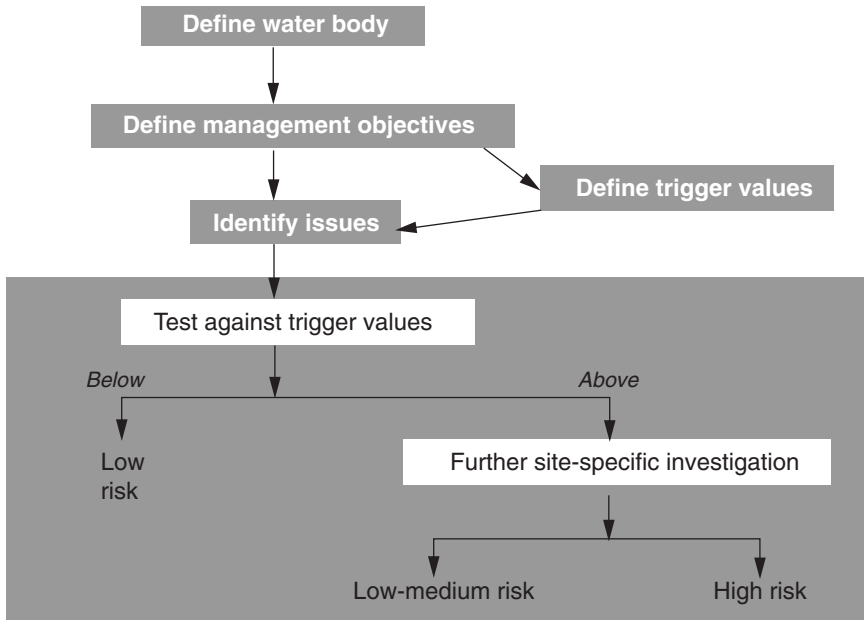 Define water body
Define management objectives
Define trigger values
Identify issues
Test against trigger values
Below
Above
Low
risk
Further site-specific investigation
Low-medium risk
High risk